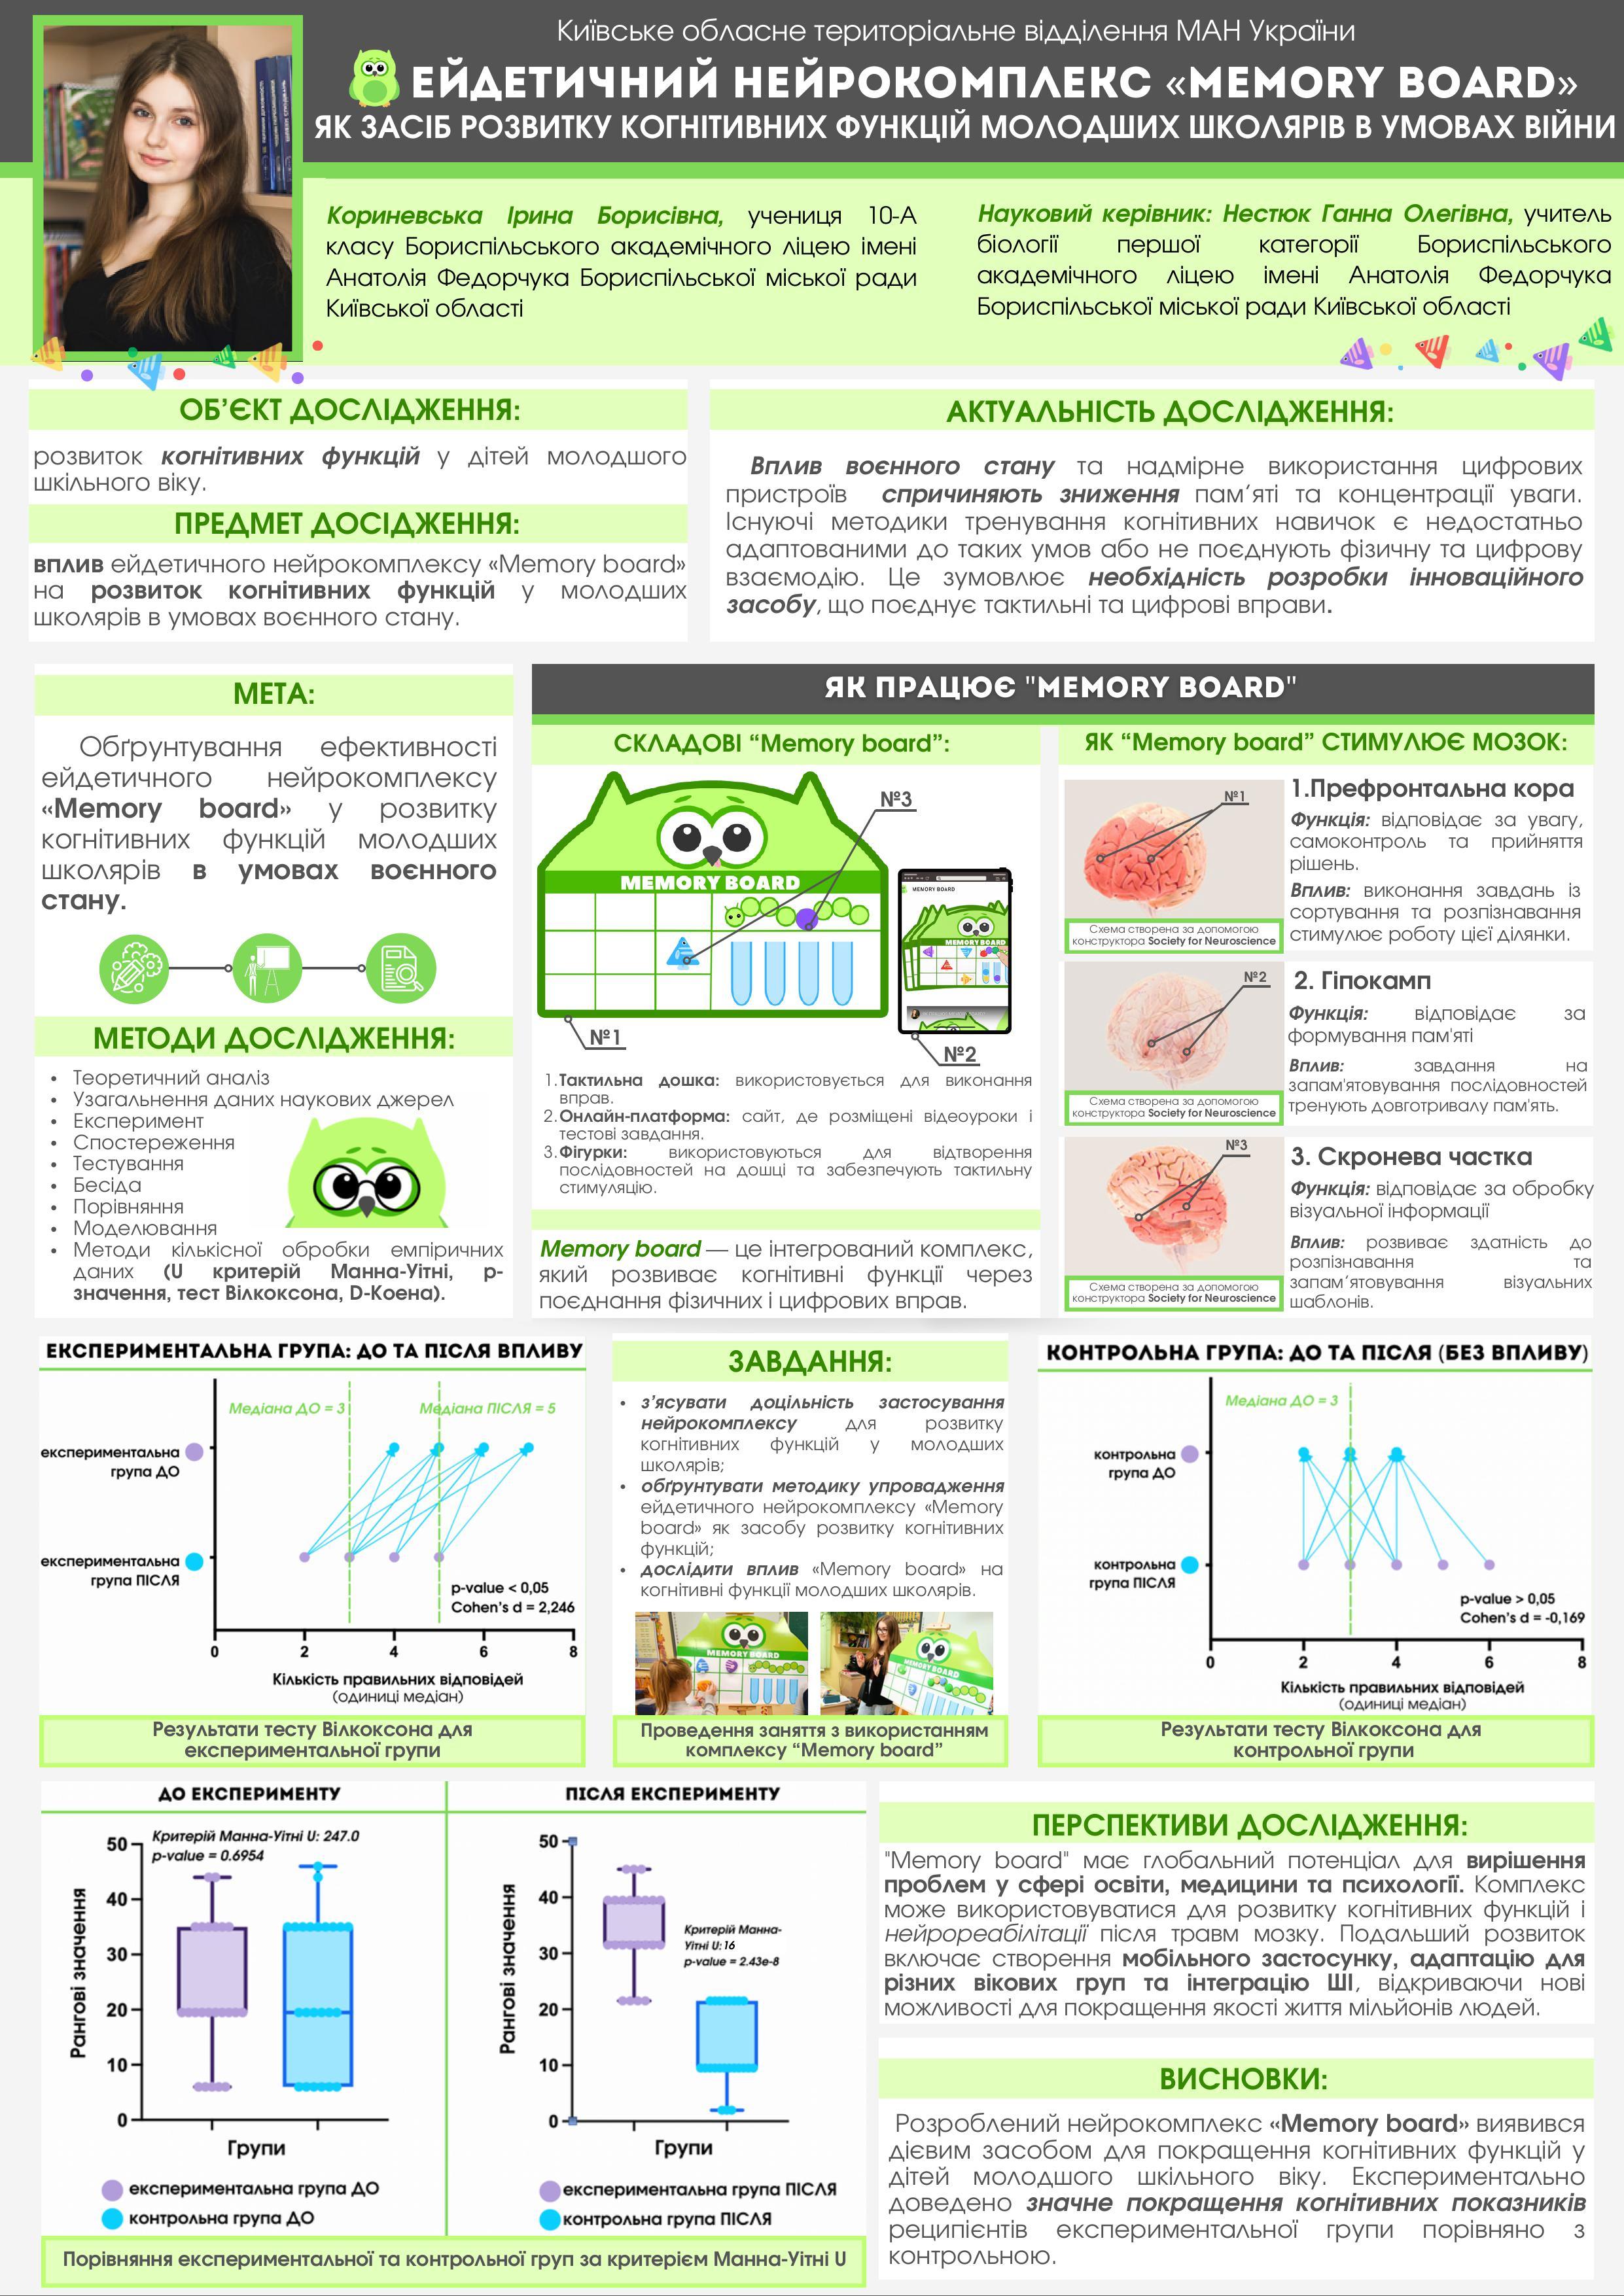 Київське обласне територіальне відділення МАН України
ЕЙДЕТИЧНИЙ НЕЙРОКОМПЛЕКС «MEMORY BOARD»
ЯК ЗАСІБ РОЗВИТКУ КОГНІТИВНИХ ФУНКЦІЙ МОЛОДШИХ ШКОЛЯРІВ В УМОВАХ ВІЙНИ
Кориневська Ірина Борисівна, учениця 10-А
класу Бориспільського академічного ліцею імені
Анатолія Федорчука Бориспільської міської ради
Київської області
Науковий керівник: Нестюк Ганна Олегівна, учитель
біології першої категорії Бориспільського
академічного ліцею імені Анатолія Федорчука
Бориспільської міської ради Київської області
ОБ’ЄКТ ДОСЛІДЖЕННЯ:
розвиток когнітивних функцій у дітей молодшого
шкільного віку.
ПРЕДМЕТ ДОСІДЖЕННЯ:
вплив ейдетичного нейрокомплексу «Memory board»
на розвиток когнітивних функцій у молодших
школярів в умовах воєнного стану.
АКТУАЛЬНІСТЬ ДОСЛІДЖЕННЯ:
Вплив воєнного стану та надмірне використання цифрових
пристроїв спричиняють зниження пам’яті та концентрації уваги.
Існуючі методики тренування когнітивних навичок є недостатньо
адаптованими до таких умов або не поєднують фізичну та цифрову
взаємодію. Це зумовлює необхідність розробки інноваційного
засобу, що поєднує тактильні та цифрові вправи.
МЕТА:
Обґрунтування ефективності
ейдетичного нейрокомплексу
«Memory board» у розвитку
когнітивних функцій молодших
школярів в умовах воєнного
стану.
МЕТОДИ ДОСЛІДЖЕННЯ:
• Теоретичний аналіз
• Узагальнення даних наукових джерел
• Експеримент
• Спостереження
• Тестування
• Бесіда
• Порівняння
• Моделювання
• Методи кількісної обробки емпіричних
даних (U критерій Манна-Уітні, p-
значення, тест Вілкоксона, D-Коена).
ЯК ПРАЦЮЄ "MEMORY BOARD"
СКЛАДОВІ “Memory board”:
№3
MEMORY BOARD
MEMORY BOARD
MEMORY BOARD
№1
№2
1. Тактильна дошка: використовується для виконання
вправ.
2. Онлайн-платформа: сайт, де розміщені відеоуроки і
тестові завдання.
3. Фігурки: використовуються для відтворення
послідовностей на дошці та забезпечують тактильну
стимуляцію.
Memory board — це інтегрований комплекс,
який розвиває когнітивні функції через
поєднання фізичних і цифрових вправ.
ЯК “Memory board” СТИМУЛЮЄ МОЗОК:
№1
Схема створена за допомогою
конструктора Society for Neuroscience
1.Префронтальна кора
Функція: відповідає за увагу,
самоконтроль та прийняття
рішень.
Вплив: виконання завдань із
сортування та розпізнавання
стимулює роботу цієї ділянки.
№2
Схема створена за допомогою
конструктора Society for Neuroscience
2. Гіпокамп
Функція: відповідає за
формування пам'яті
Вплив: завдання на
запам'ятовування послідовностей
тренують довготривалу пам'ять.
№3
Схема створена за допомогою
конструктора Society for Neuroscience
3. Скронева частка
Функція: відповідає за обробку
візуальної інформації
Вплив: розвиває здатність до
розпізнавання та
запам’ятовування візуальних
шаблонів.
ЕКСПЕРИМЕНТАЛЬНА ГРУПА: ДО ТА ПІСЛЯ ВПЛИВУ
Медіана ДО = 3
Медіана ПІСЛЯ = 5
експериментальна
група ДО
експериментальна
група ПІСЛЯ
p-value < 0,05
Cohen’s d = 2,246
0 2 4 6 8
Кількість правильних відповідей
(одиниці медіан)
Результати тесту Вілкоксона для
експериментальної групи
ЗАВДАННЯ:
• з’ясувати доцільність застосування
нейрокомплексу для розвитку
когнітивних функцій у молодших
школярів;
• обґрунтувати методику упровадження
ейдетичного нейрокомплексу «Memory
board» як засобу розвитку когнітивних
функцій;
• дослідити вплив «Memory board» на
когнітивні функції молодших школярів.
MEMORY BOARD
MEMORY BOARD
Проведення заняття з використанням
комплексу “Memory board”
КОНТРОЛЬНА ГРУПА: ДО ТА ПІСЛЯ (БЕЗ ВПЛИВУ)
Медіана ДО = 3
контрольна
група ДО
контрольна
група ПІСЛЯ
p-value > 0,05
Cohen’s d = -0,169
0 2 4 6 8
Кількість правильних відповідей
(одиниці медіан)
Результати тесту Вілкоксона для
контрольної групи
ДО ЕКСПЕРИМЕНТУ
Критерій Манна-Уітні U: 247.0
p-value = 0.6954
50
40
30
20
10
0
Рангові значення
Групи
експериментальна група ДО
контрольна група ДО
ПІСЛЯ ЕКСПЕРИМЕНТУ
50
40
30
20
10
0
Рангові значення
Критерій Манна-
Уітні U: 16
p-value = 2.43e-8
Групи
експериментальна група ПІСЛЯ
контрольна група ПІСЛЯ
Порівняння експериментальної та контрольної груп за критерієм Манна-Уітні U
ПЕРСПЕКТИВИ ДОСЛІДЖЕННЯ:
"Memory board" має глобальний потенціал для вирішення
проблем у сфері освіти, медицини та психології. Комплекс
може використовуватися для розвитку когнітивних функцій і
нейрореабілітації після травм мозку. Подальший розвиток
включає створення мобільного застосунку, адаптацію для
різних вікових груп та інтеграцію ШІ, відкриваючи нові
можливості для покращення якості життя мільйонів людей.
ВИСНОВКИ:
Розроблений нейрокомплекс «Memory board» виявився
дієвим засобом для покращення когнітивних функцій у
дітей молодшого шкільного віку. Експериментально
доведено значне покращення когнітивних показників
реципієнтів експериментальної групи порівняно з
контрольною.